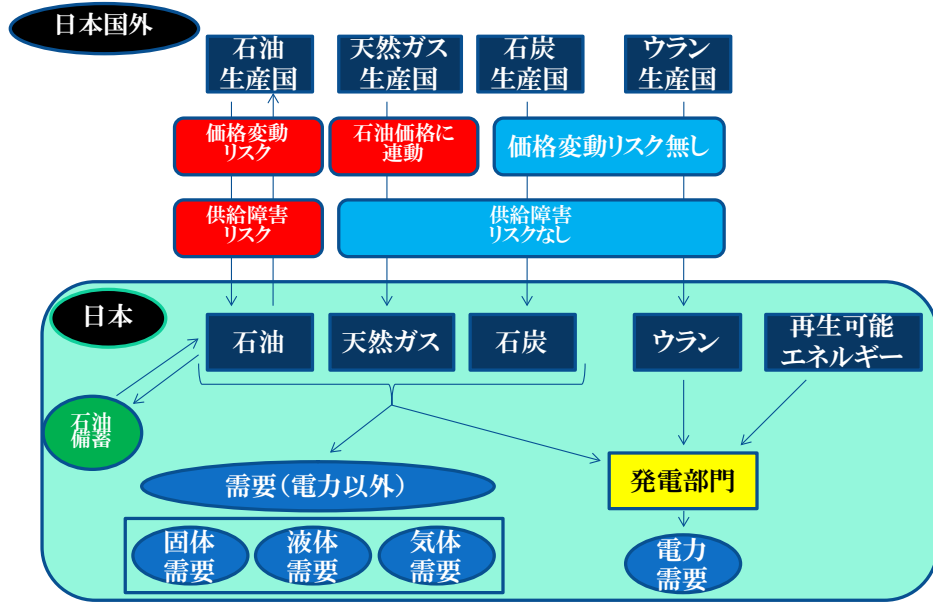 日本国外
石油
生産国
天然ガス
生産国
石炭
生産国
ウラン
生産国
価格変動
リスク
石油価格に
連動
価格変動リスク無し
供給障害
リスク
供給障害
リスクなし
日本
石油
天然ガス
石炭
ウラン
再生可能
エネルギー
石油
備蓄
需要(電力以外)
発電部門
固体
需要
液体
需要
気体
需要
電力
需要